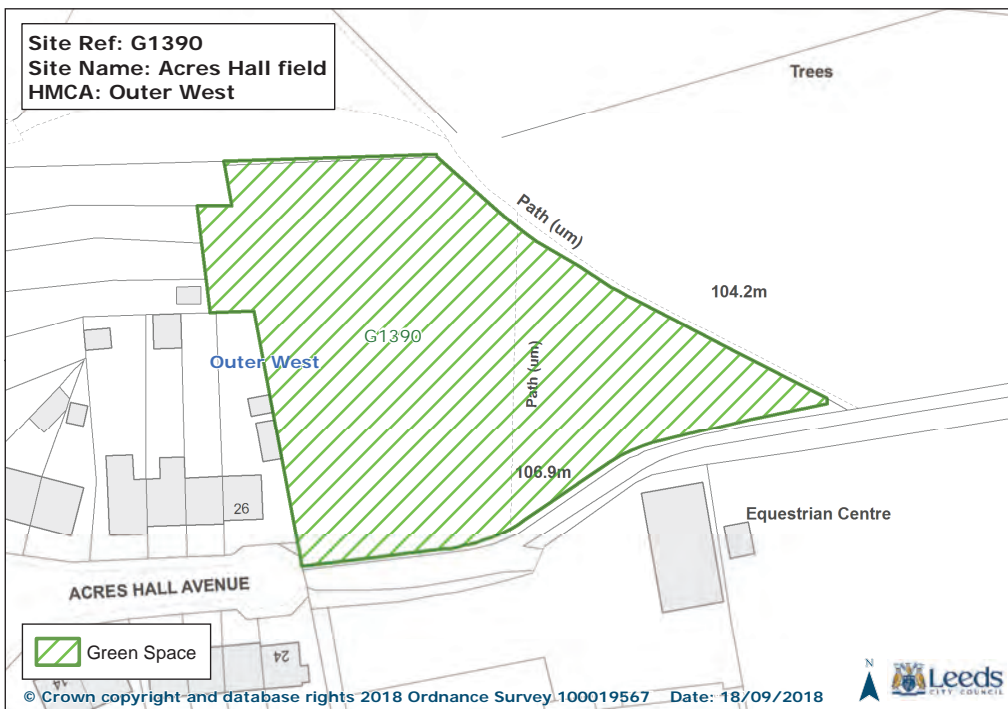 Site Ref: G1390
Site Name: Acres Hall field
HMCA: Outer West
Trees
Path (um)
104.2m
G1390
Outer West
Path (um)
106.9m
26
Equestrian Centre
ACRES HALL AVENUE
Green Space
24
14
© Crown copyright and database rights 2018 Ordnance Survey 100019567 Date: 18/09/2018
N
Leeds
CITY COUNCIL